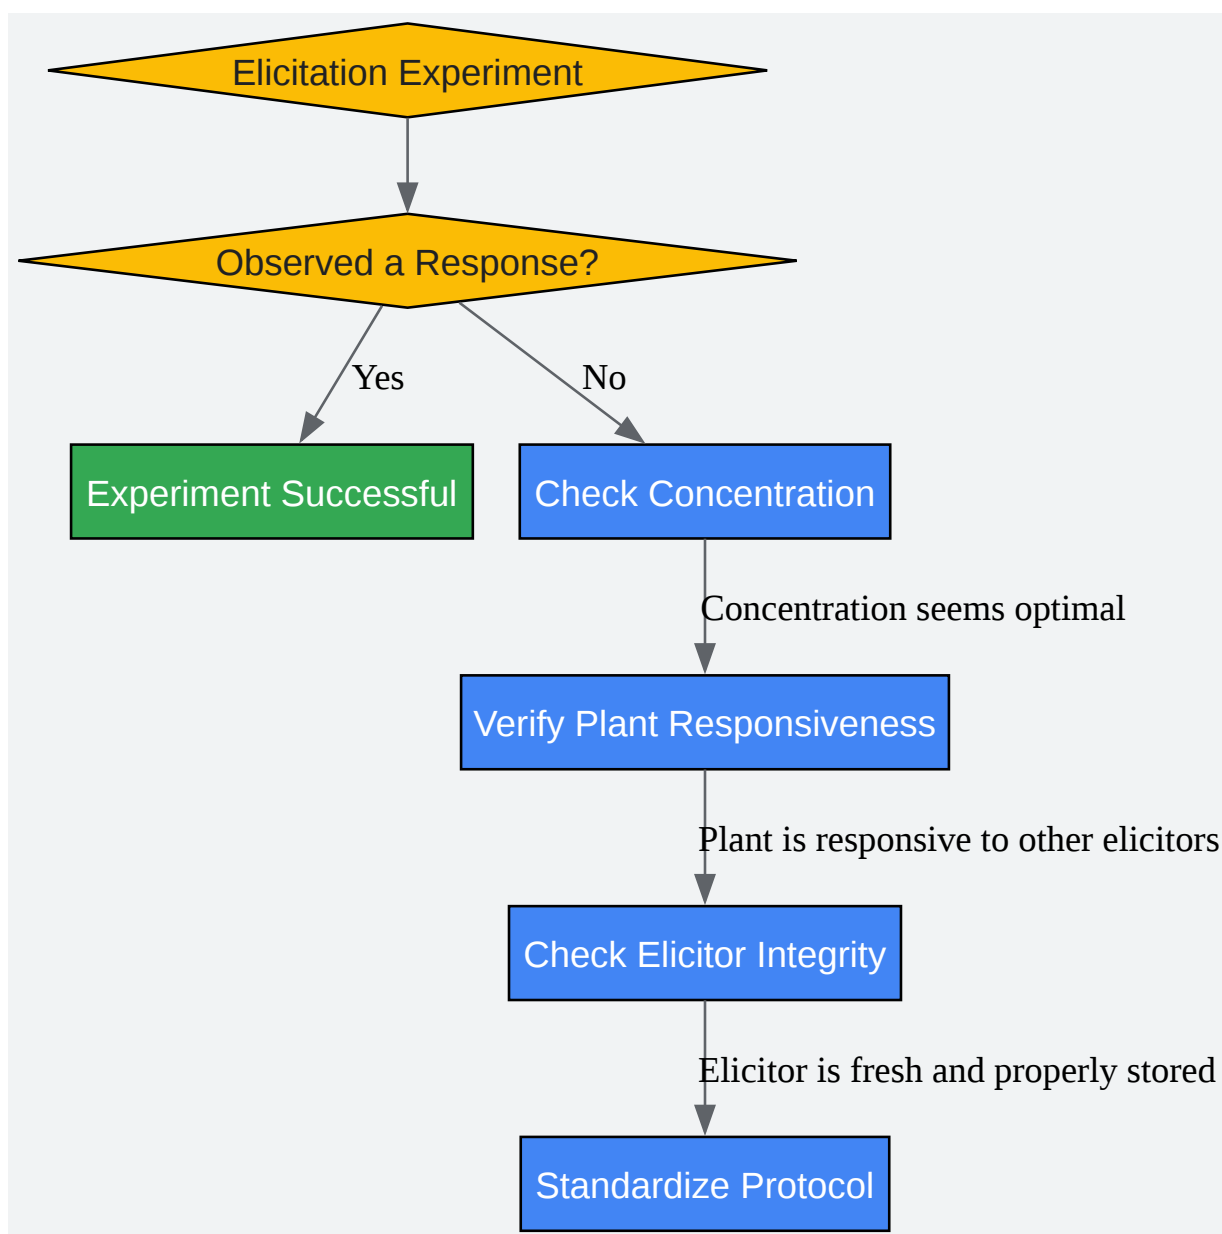 Elicitation Experiment
Observed a Response?
Yes
No
Experiment Successful
Check Concentration
Concentration seems optimal
Verify Plant Responsiveness
Plant is responsive to other elicitors
Check Elicitor Integrity
Elicitor is fresh and properly stored
Standardize Protocol